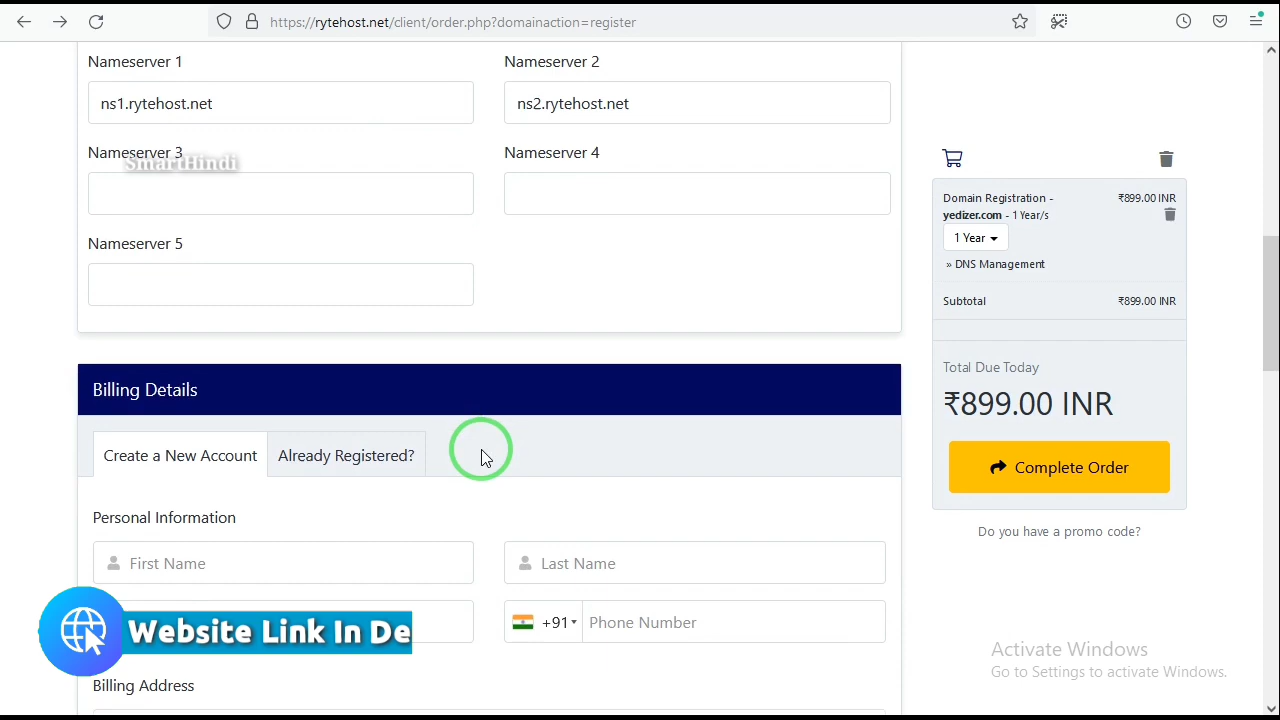 https://rytehost.net/client/order.php?domainaction=register
Nameserver 1
Nameserver 2
ns1.rytehost.net
ns2.rytehost.net
Nameserver 3
Nameserver 4
SmartHindi
Nameserver 5
Domain Registration -
₹899.00 INR
yedizer.com - 1 Year/s
1 Year
» DNS Management
Subtotal
₹899.00 INR
Total Due Today
₹899.00 INR
Complete Order
Do you have a promo code?
Billing Details
Create a New Account
Already Registered?
Personal Information
First Name
Last Name
+91
Phone Number
Website Link In De
Billing Address
Activate Windows
Go to Settings to activate Windows.